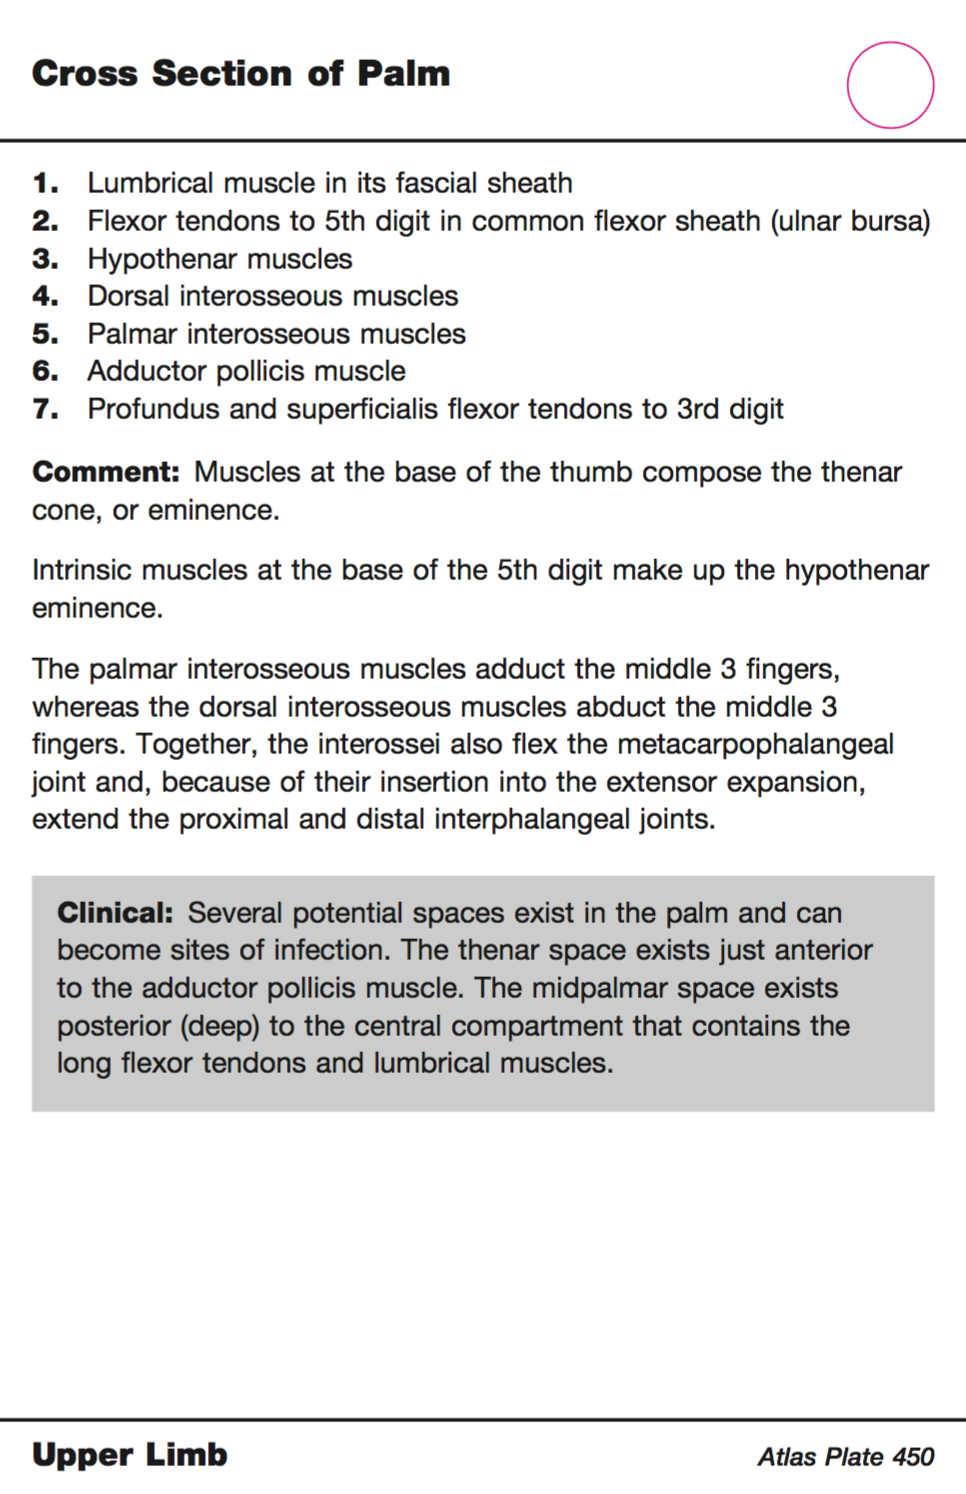 Cross Section of Palm
1. Lumbrical muscle in its fascial sheath
2. Flexor tendons to 5th digit in common flexor sheath (ulnar bursa)
3. Hypothenar muscles
4. Dorsal interosseous muscles
5. Palmar interosseous muscles
6. Adductor pollicis muscle
7. Profundus and superficialis flexor tendons to 3rd digit
Comment: Muscles at the base of the thumb compose the thenar
cone, or eminence.
Intrinsic muscles at the base of the 5th digit make up the hypothenar
eminence.
The palmar interosseous muscles adduct the middle 3 fingers,
whereas the dorsal interosseous muscles abduct the middle 3
fingers. Together, the interossei also flex the metacarpophalangeal
joint and, because of their insertion into the extensor expansion,
extend the proximal and distal interphalangeal joints.
Clinical: Several potential spaces exist in the palm and can
become sites of infection. The thenar space exists just anterior
to the adductor pollicis muscle. The midpalmar space exists
posterior (deep) to the central compartment that contains the
long flexor tendons and lumbrical muscles.
Upper Limb
Atlas Plate 450